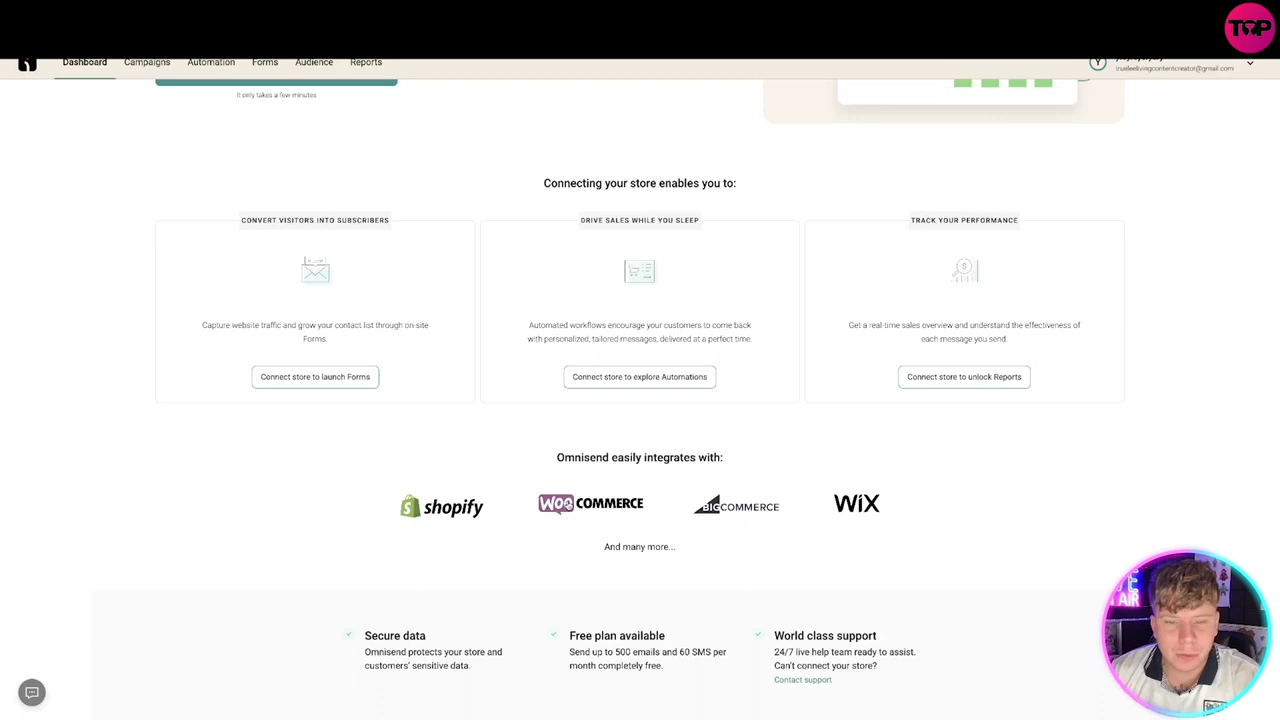 TOP
Dashboard Campaigns Automation Forms Audience Reports
trueleelivingcontentcreator@gmail.com
It only takes a few minutes
Connecting your store enables you to:
CONVERT VISITORS INTO SUBSCRIBERS
Capture website traffic and grow your contact list through on-site
Forms.
Connect store to launch Forms
DRIVE SALES WHILE YOU SLEEP
Automated workflows encourage your customers to come back
with personalized, tailored messages, delivered at a perfect time.
Connect store to explore Automations
TRACK YOUR PERFORMANCE
Get a real-time sales overview and understand the effectiveness of
each message you send.
Connect store to unlock Reports
Omnisend easily integrates with:
shopify
WOO COMMERCE
BIGCOMMERCE
WiX
And many more...
Secure data
Omnisend protects your store and
customers' sensitive data.
Free plan available
Send up to 500 emails and 60 SMS per
month completely free.
World class support
24/7 live help team ready to assist.
Can't connect your store?
Contact support
AIR